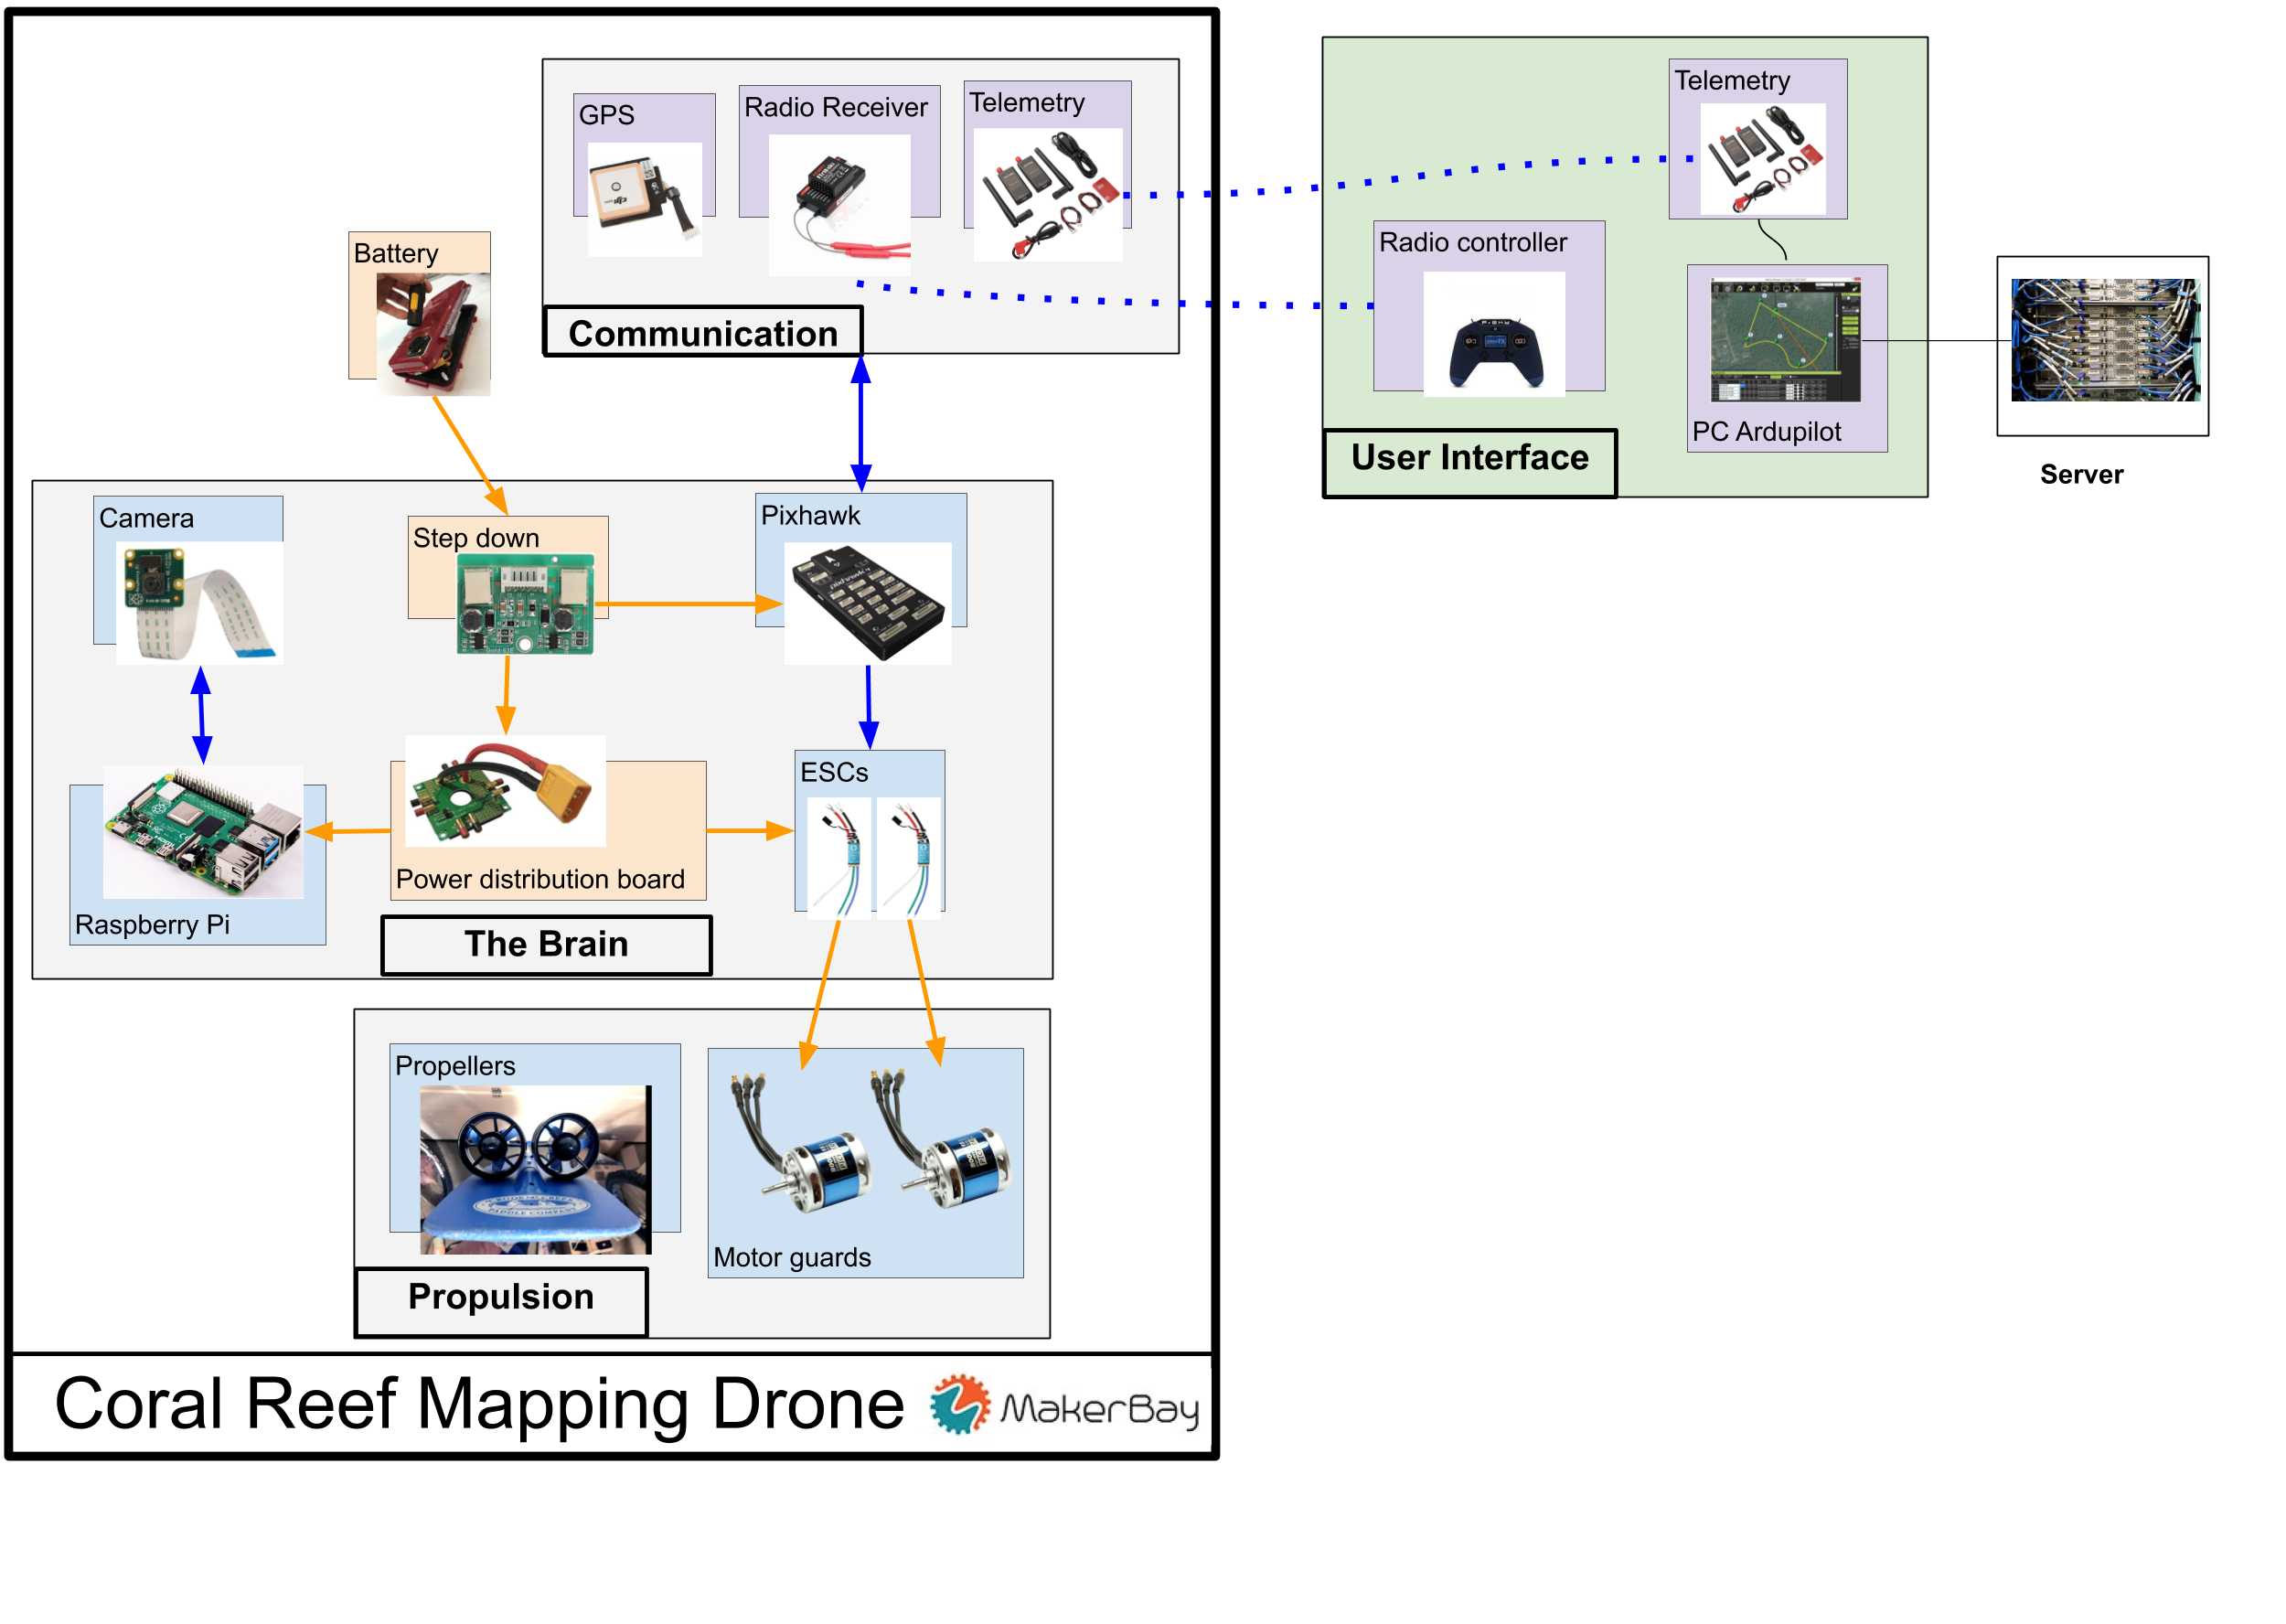 GPS
Radio Receiver
Telemetry
Communication
Battery
Telemetry
Radio controller
PC Ardupilot
User Interface
Server
Camera
Step down
Pixhawk
Raspberry Pi
Power distribution board
ESCs
The Brain
Propellers
Motor guards
Propulsion
Coral Reef Mapping Drone
MakerBay